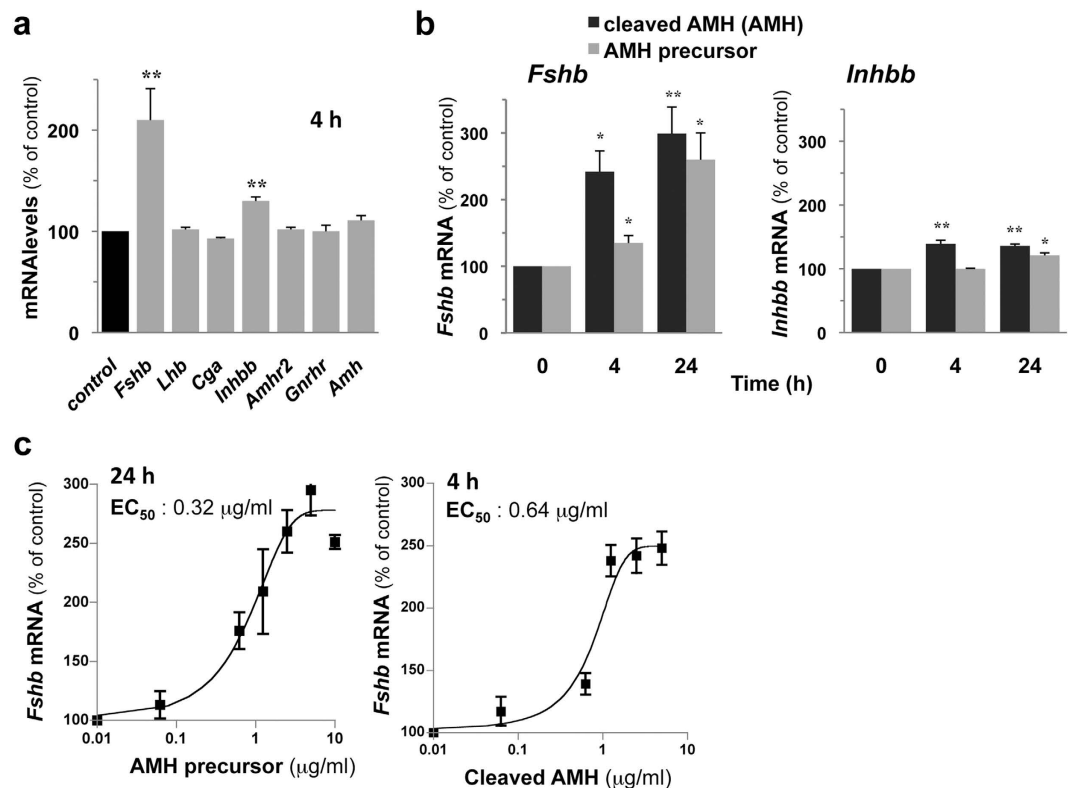 a
mRNAlevels (% of control)
200
100
0
**
**
4 h
control
Fshb
Lhb
Cga
Inhbb
Amhr2
Gnrhr
Amh
b
cleaved AMH (AMH)
AMH precursor
Fshb
Fshb mRNA (% of control)
300
200
100
0
*
*
**
*
0 4 24
Inhbb
Inhbb mRNA (% of control)
300
200
100
0
**
**
*
0 4 24
Time (h)
c
24 h
EC50 : 0.32 µg/ml
Fshb mRNA (% of control)
300
250
200
150
100
0.01 0.1 1 10
AMH precursor (µg/ml)
4 h
EC50 : 0.64 µg/ml
Fshb mRNA (% of control)
300
250
200
150
100
0.01 0.1 1 10
Cleaved AMH (µg/ml)